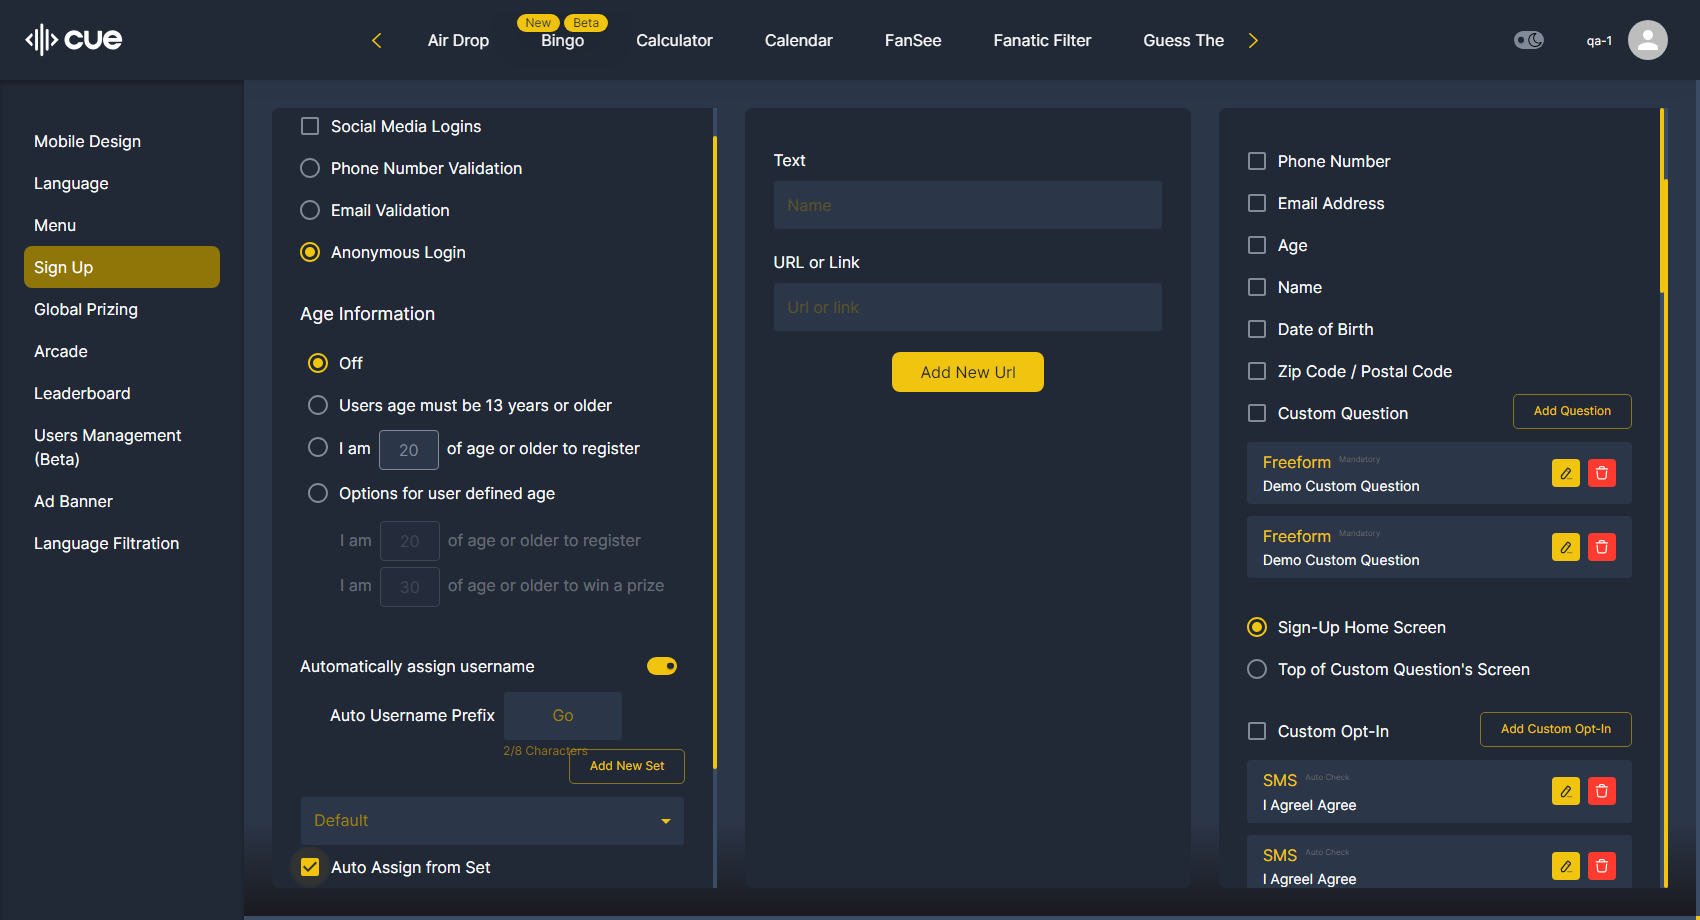 cue
Air Drop
New
Beta
Bingo
Calculator
Calendar
FanSee
Fanatic Filter
Guess The
qa-1
Mobile Design
Language
Menu
Sign Up
Global Prizing
Arcade
Leaderboard
Users Management
(Beta)
Ad Banner
Language Filtration
Social Media Logins
Phone Number Validation
Email Validation
Anonymous Login
Age Information
Off
Users age must be 13 years or older
I am 20 of age or older to register
Options for user defined age
I am 20 of age or older to register
I am 30 of age or older to win a prize
Automatically assign username
Auto Username Prefix Go
2/8 Characters
Add New Set
Default
Auto Assign from Set
Text
Name
URL or Link
Url or link
Add New Url
Phone Number
Email Address
Age
Name
Date of Birth
Zip Code / Postal Code
Custom Question Add Question
Freeform Mandatory
Demo Custom Question
Freeform Mandatory
Demo Custom Question
Sign-Up Home Screen
Top of Custom Question's Screen
Custom Opt-In Add Custom Opt-In
SMS Auto Check
I AgreeI Agree
SMS Auto Check
I AgreeI Agree